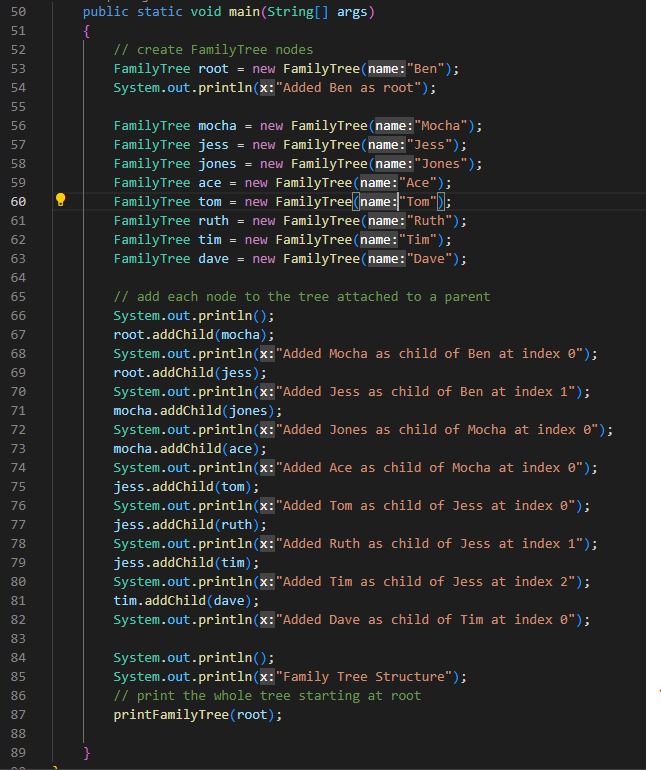 50 public static void main(String[] args)
51 {
52 // create FamilyTree nodes
53 FamilyTree root = new FamilyTree(name:"Ben");
54 System.out.println(x:"Added Ben as root");
55
56 FamilyTree mocha = new FamilyTree(name:"Mocha");
57 FamilyTree jess = new FamilyTree(name:"Jess");
58 FamilyTree jones = new FamilyTree(name:"Jones");
59 FamilyTree ace = new FamilyTree(name:"Ace");
60 FamilyTree tom = new FamilyTree(name:"Tom");
61 FamilyTree ruth = new FamilyTree(name:"Ruth");
62 FamilyTree tim = new FamilyTree(name:"Tim");
63 FamilyTree dave = new FamilyTree(name:"Dave");
64
65 // add each node to the tree attached to a parent
66 System.out.println();
67 root.addChild(mocha);
68 System.out.println(x:"Added Mocha as child of Ben at index 0");
69 root.addChild(jess);
70 System.out.println(x:"Added Jess as child of Ben at index 1");
71 mocha.addChild(jones);
72 System.out.println(x:"Added Jones as child of Mocha at index 0");
73 mocha.addChild(ace);
74 System.out.println(x:"Added Ace as child of Mocha at index 0");
75 jess.addChild(tom);
76 System.out.println(x:"Added Tom as child of Jess at index 0");
77 jess.addChild(ruth);
78 System.out.println(x:"Added Ruth as child of Jess at index 1");
79 jess.addChild(tim);
80 System.out.println(x:"Added Tim as child of Jess at index 2");
81 tim.addChild(dave);
82 System.out.println(x:"Added Dave as child of Tim at index 0");
83
84 System.out.println();
85 System.out.println(x:"Family Tree Structure");
86 // print the whole tree starting at root
87 printFamilyTree(root);
88
89 }